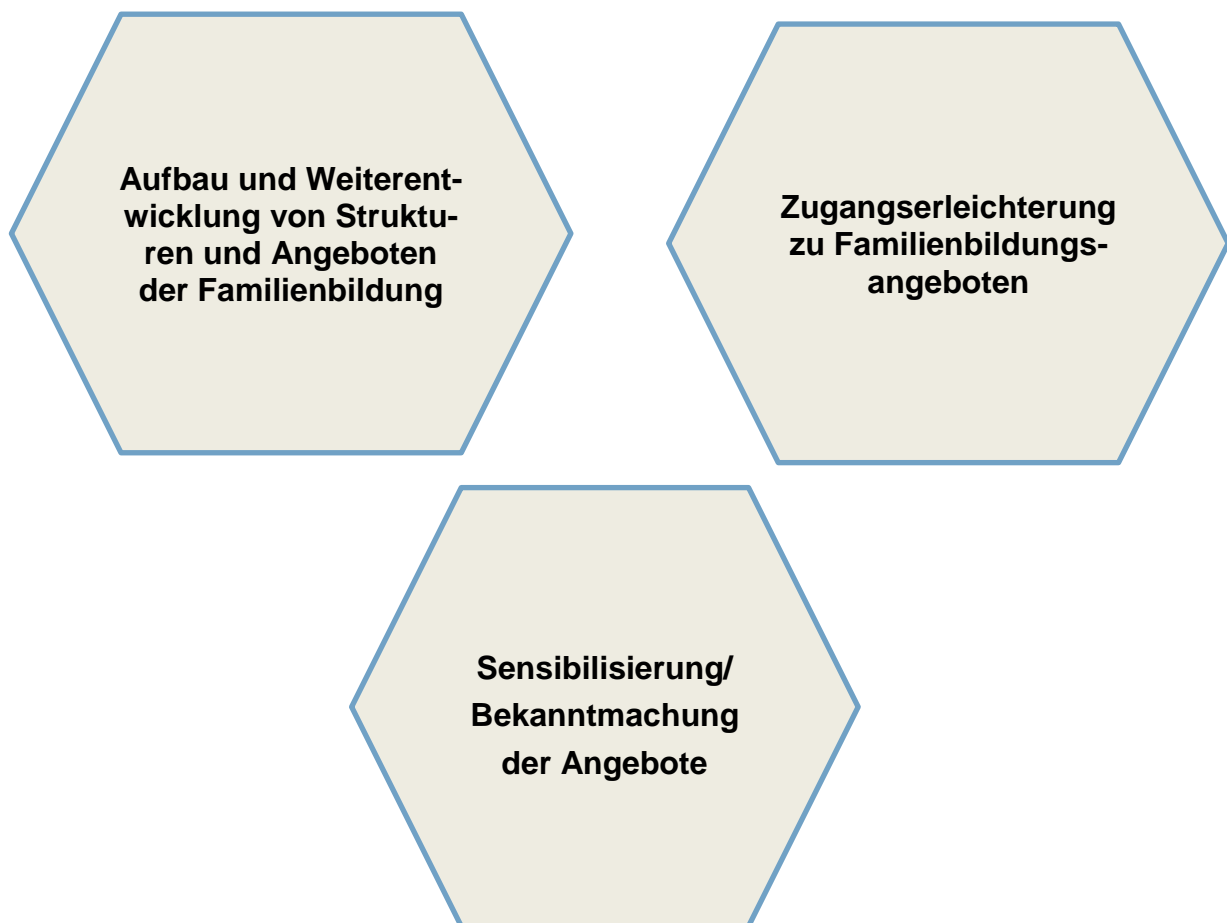 Aufbau und Weiterent-
wicklung von Struktu-
ren und Angeboten
der Familienbildung
Zugangserleichterung
zu Familienbildungs-
angeboten
Sensibilisierung/
Bekanntmachung
der Angebote